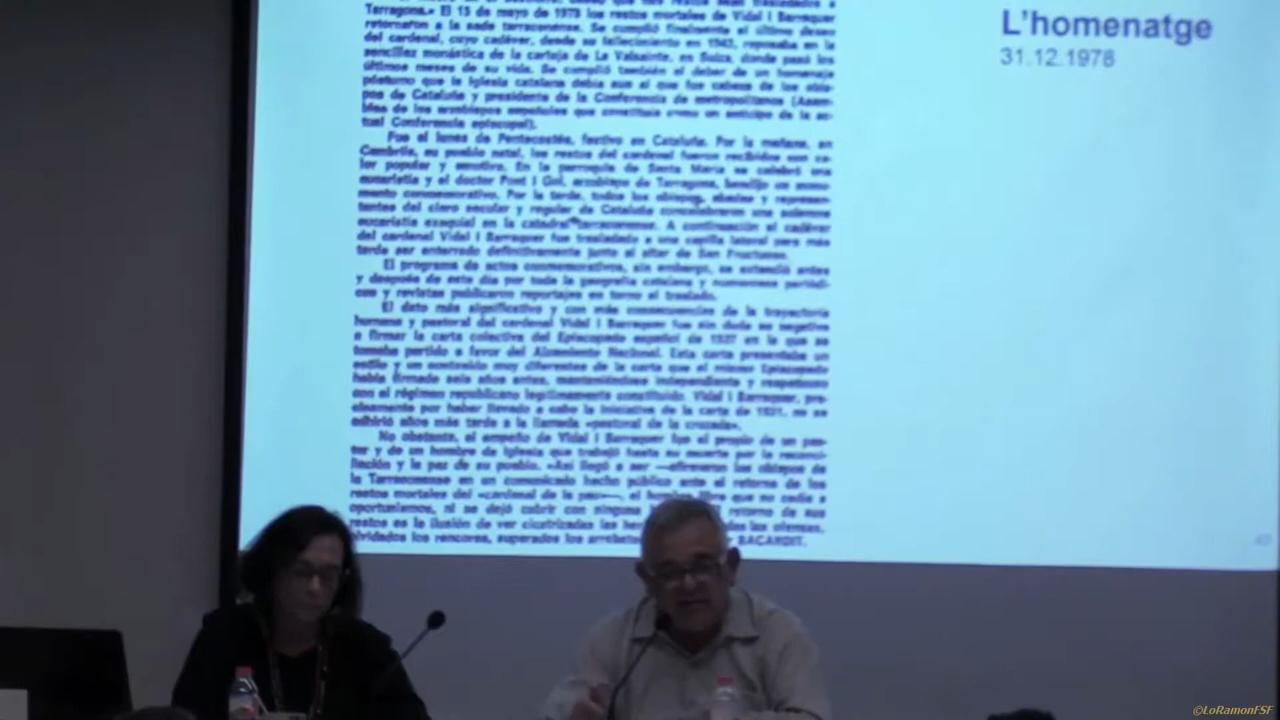 L'homenatge
31.12.1978
Tarragona.» El 15 de mayo de 1978 los restos mortales de Vidal i Barraquer
retornaron a la sede tarraconense. Se cumplió finalmente el último deseo
del cardenal, cuyo cadáver, desde su fallecimiento en 1943, reposaba en la
sencillez monástica de la cartuja de La Valsainte, en Suiza, donde pasó los
últimos meses de su vida. Se cumplió también el deber de un homenaje
póstumo que la Iglesia catalana debía aun al que fue cabeza de los obis-
pos de Cataluña y presidente de la Conferencia de metropolitanos (Asam-
blea de los arzobispos españoles que constituía como un anticipo de la ac-
tual Conferencia episcopal).
Fue el lunes de Pentecostés, festivo en Cataluña. Por la mañana, en
Cambrils, su pueblo natal, los restos del cardenal fueron recibidos con ca-
lor popular y emotivo. En la parroquia de Santa María se celebró una
eucaristía y el doctor Pont i Gol, arzobispo de Tarragona, bendijo un monu-
mento conmemorativo. Por la tarde, todos los obispos, abades y represen-
tantes del clero secular y regular de Cataluña concelebraron una solemne
eucaristía exequial en la catedral tarraconense. A continuación el cadáver
del cardenal Vidal i Barraquer fue trasladado a una capilla lateral para más
tarde ser enterrado definitivamente junto al altar de San Fructuoso.
El programa de actos conmemorativos, sin embargo, se extendió antes
y después de este día por toda la geografía catalana y numerosos periódi-
cos y revistas publicaron reportajes en torno al traslado.
El dato más significativo y con más consecuencias de la trayectoria
humana y pastoral del cardenal Vidal i Barraquer fue sin duda su negativa
a firmar la carta colectiva del Episcopado español de 1937 en la que se
tomaba partido a favor del Alzamiento Nacional. Esta carta presentaba un
estilo y un contenido muy diferentes de la carta que el mismo Episcopado
había firmado seis años antes, manteniéndose independiente y respetuoso
con el régimen republicano legítimamente constituido. Vidal i Barraquer, pre-
cisamente por haber llevado a cabo la iniciativa de la carta de 1931, no se
adhirió años más tarde a la llamada «pastoral de la cruzada».
No obstante, el empeño de Vidal i Barraquer fue el propio de un pas-
tor y de un hombre de Iglesia que trabajó hasta su muerte por la reconci-
liación y la paz de su pueblo. «Así llegó a ser —afirmaron los obispos de
la Tarraconense en un comunicado hecho público ante el retorno de los
restos mortales del «cardenal de la paz»—, el libre que no cedía a
oportunismos, ni se dejó cubrir con ninguna retorno de sus
restos es la ilusión de ver cicatrizadas las las ofensas,
olvidados los rencores, superados los BACARDIT.
©LoRamonFSF